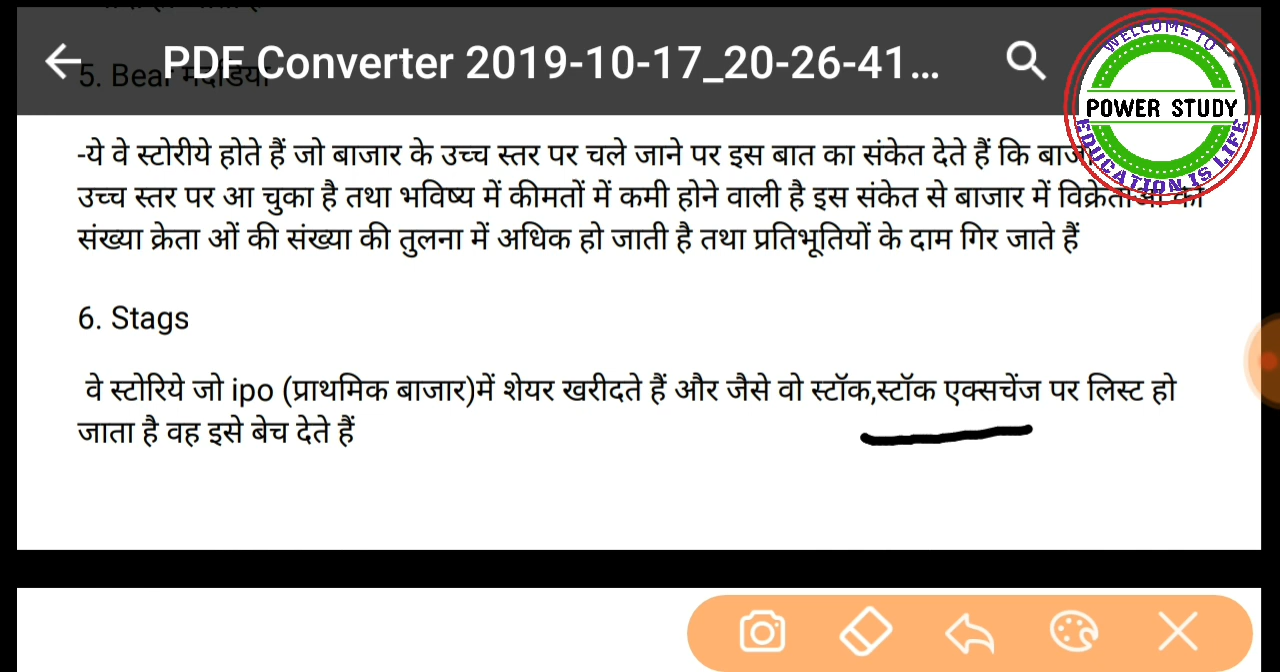 5. Bear मंदडिया
PDF Converter 2019-10-17_20-26-41...
WELCOME TO
POWER STUDY
EDUCATION IS LIFE
-ये वे स्टोरीये होते हैं जो बाजार के उच्च स्तर पर चले जाने पर इस बात का संकेत देते हैं कि
उच्च स्तर पर आ चुका है तथा भविष्य में कीमतों में कमी होने वाली है इस संकेत से बाजार में
संख्या क्रेता ओं की संख्या की तुलना में अधिक हो जाती है तथा प्रतिभूतियों के दाम गिर जाते हैं
6. Stags
वे स्टोरिये जो ipo (प्राथमिक बाजार)में शेयर खरीदते हैं और जैसे वो स्टॉक,स्टॉक एक्सचेंज पर लिस्ट हो
जाता है वह इसे बेच देते हैं